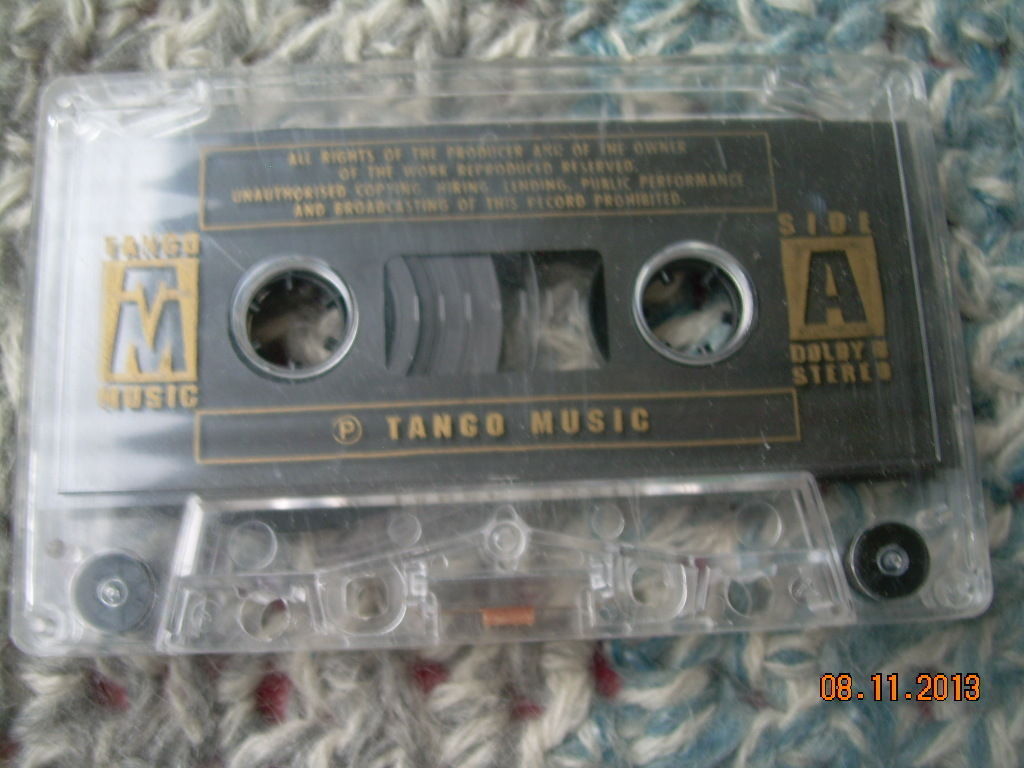 ALL RIGHTS OF THE PRODUCER AND OF THE OWNER
OF THE WORK REPRODUCED RESERVED.
UNAUTHORISED COPYING, HIRING, LENDING, PUBLIC PERFORMANCE
AND BROADCASTING OF THIS RECORD PROHIBITED.
TANGO
TM
MUSIC
SIDE
A
DOLBY B
STEREO
Ⓟ TANGO MUSIC
08.11.2013